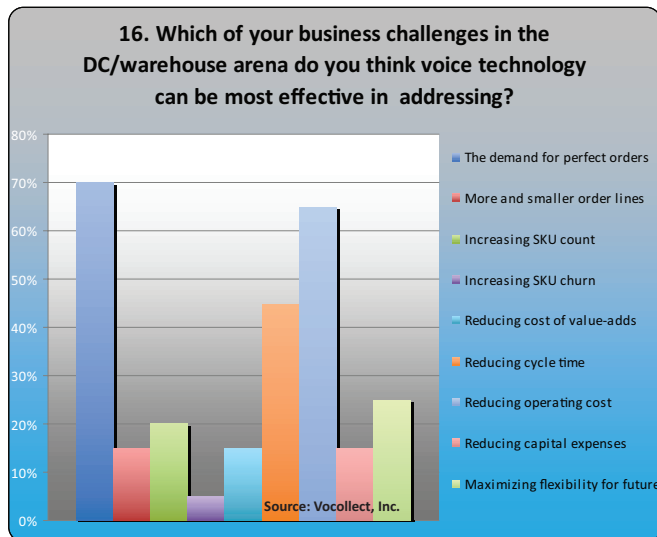 16. Which of your business challenges in the
DC/warehouse arena do you think voice technology
can be most effective in addressing?
80%
70%
60%
50%
40%
30%
20%
10%
0%
The demand for perfect orders
More and smaller order lines
Increasing SKU count
Increasing SKU churn
Reducing cost of value-adds
Reducing cycle time
Reducing operating cost
Reducing capital expenses
Maximizing flexibility for future
Source: Vocollect, Inc.